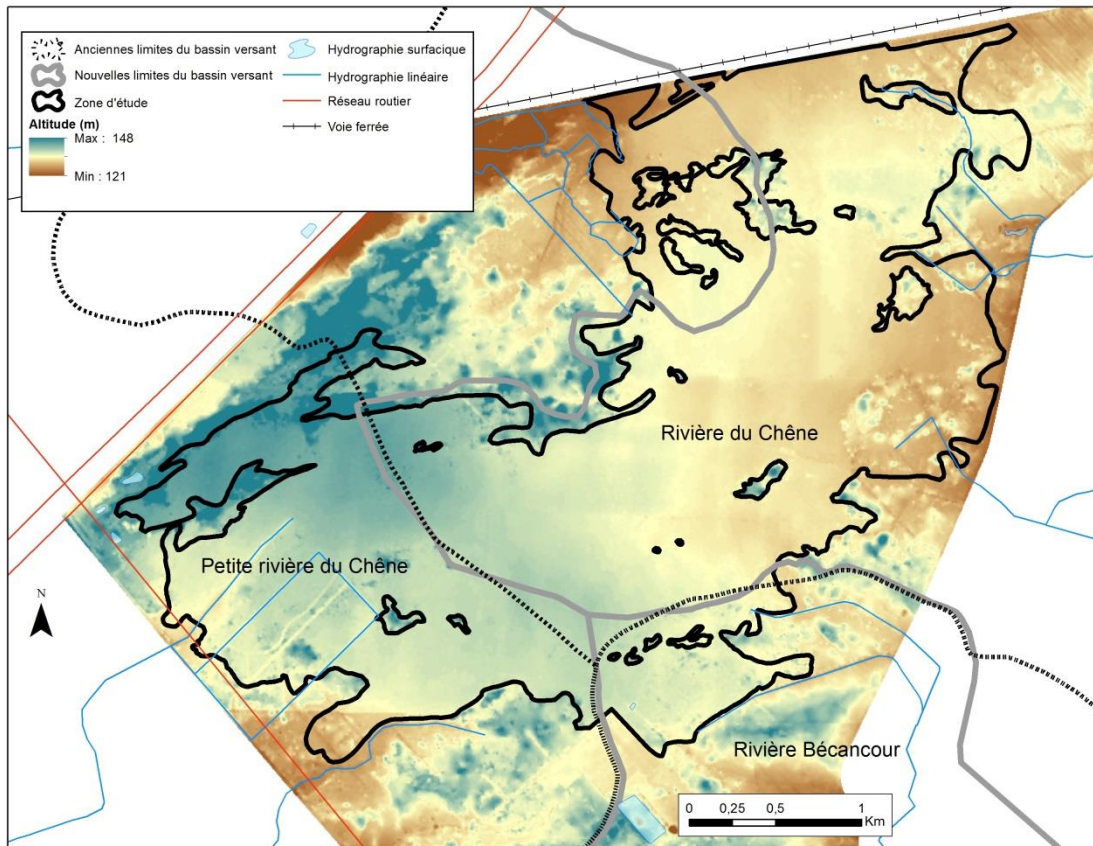 Anciennes limites du bassin versant
Nouvelles limites du bassin versant
Zone d'étude
Altitude (m)
Max : 148
Min : 121
Hydrographie surfacique
Hydrographie linéaire
Réseau routier
Voie ferrée
Rivière du Chêne
Petite rivière du Chêne
N
Rivière Bécancour
0 0,25 0,5 1
Km